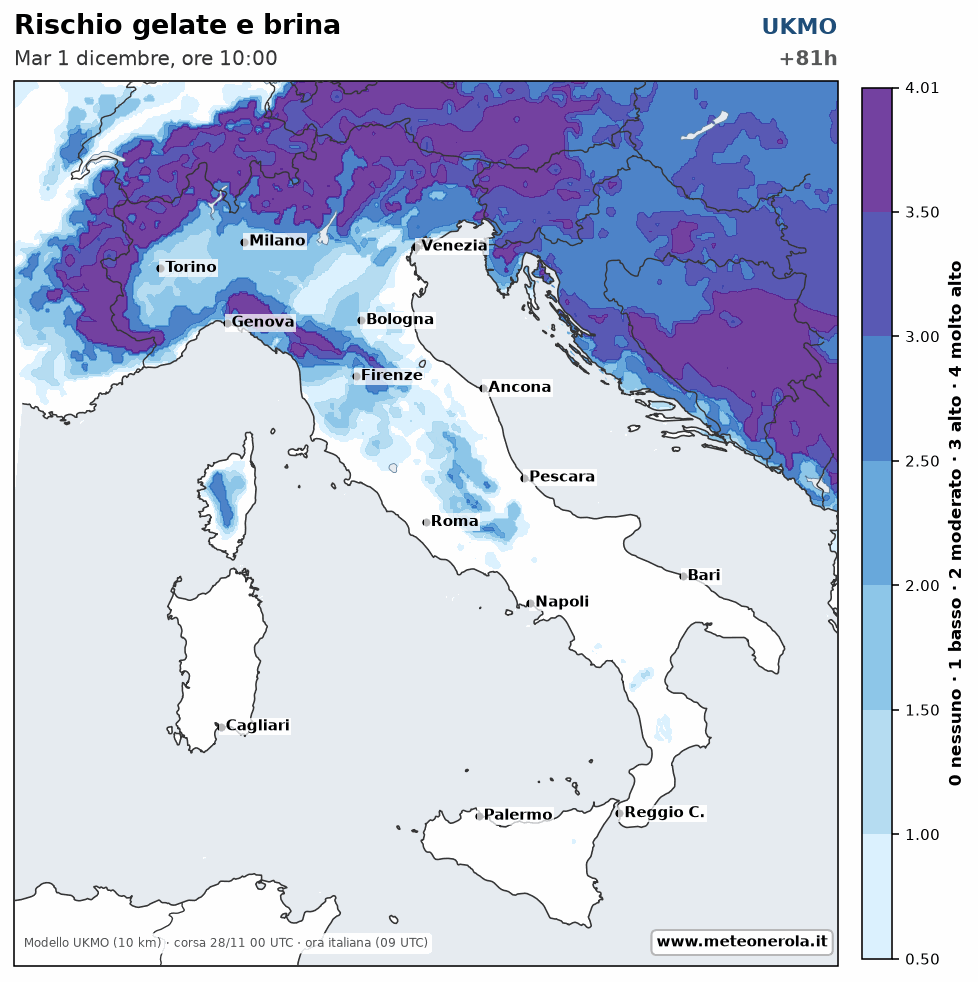 Rischio gelate e brina
UKMO
Mar 1 dicembre, ore 10:00
+81h
4.01
3.50
3.00
2.50
2.00
1.50
1.00
0.50
0 nessuno · 1 basso · 2 moderato · 3 alto · 4 molto alto
Milano
Venezia
Torino
Genova
Bologna
Firenze
Ancona
Pescara
Roma
Bari
Napoli
Cagliari
Palermo
Reggio C.
Modello UKMO (10 km) · corsa 28/11 00 UTC · ora italiana (09 UTC)
www.meteonerola.it